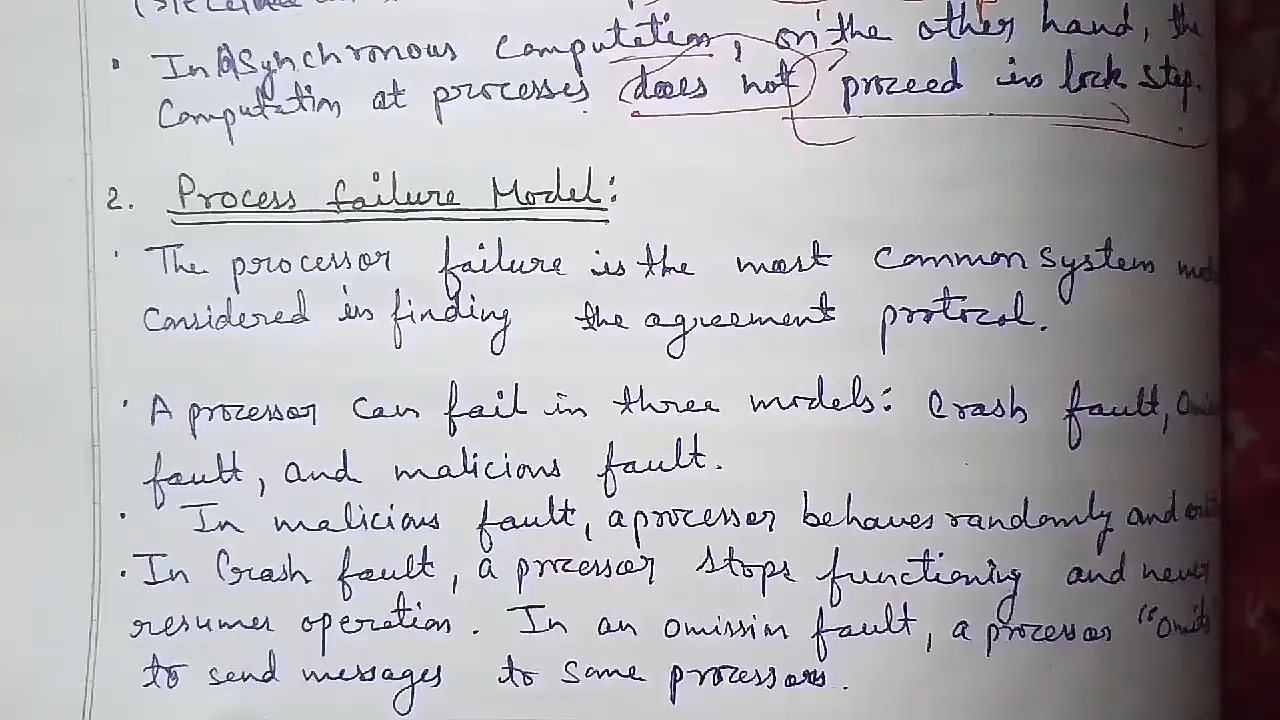 • In Asynchronous Computation, on the other hand, the
Computation at processes does not proceed in lock step.
2. Process failure Model:
• The processor failure is the most Common System
Considered in finding the agreement protocol.
• A processor can fail in three models: Crash fault,
fault, and malicious fault.
• In malicious fault, a processor behaves randomly and
• In Crash fault, a processor stops functioning and never
resumes operation. In an omission fault, a processor "Omits
to send messages to some processors.